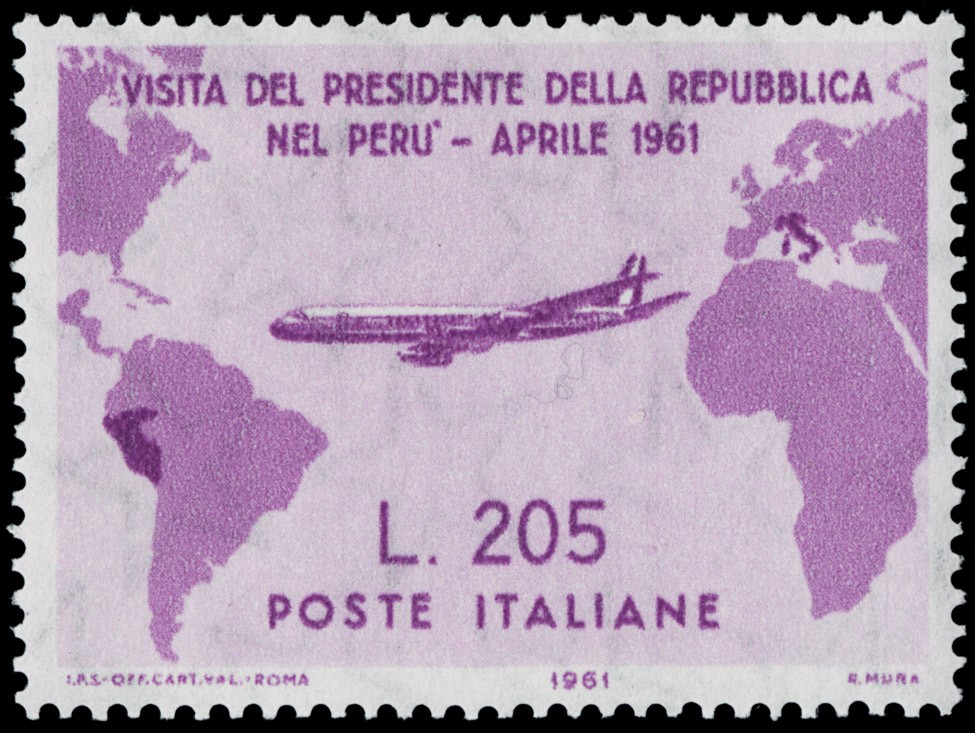 VISITA DEL PRESIDENTE DELLA REPUBBLICA
NEL PERU' - APRILE 1961
L. 205
POSTE ITALIANE
I.P.S.-OFF.CART.VAL.-ROMA 1961 R. MURA